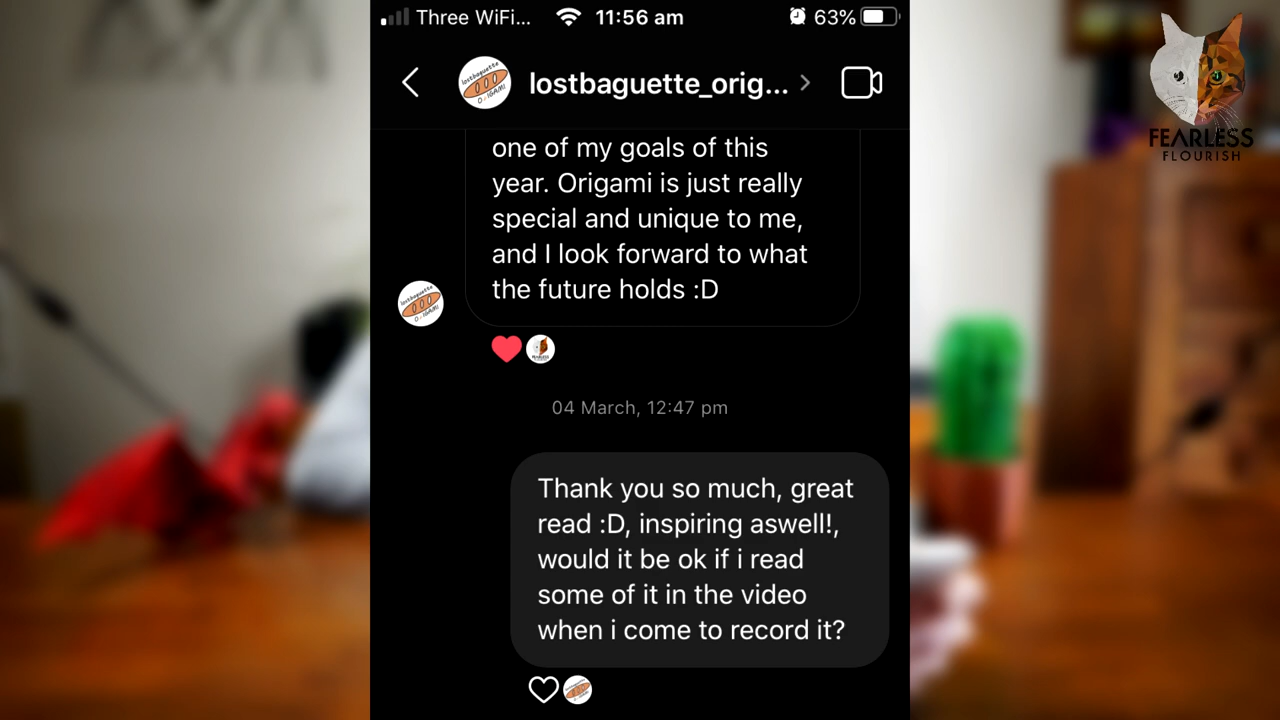 Three WiFi... 11:56 am 63%
lostbaguette_orig...
one of my goals of this
year. Origami is just really
special and unique to me,
and I look forward to what
the future holds :D
lostbaguette
ORIGAMI
04 March, 12:47 pm
Thank you so much, great
read :D, inspiring aswell!,
would it be ok if i read
some of it in the video
when i come to record it?
FEARLESS
FLOURISH